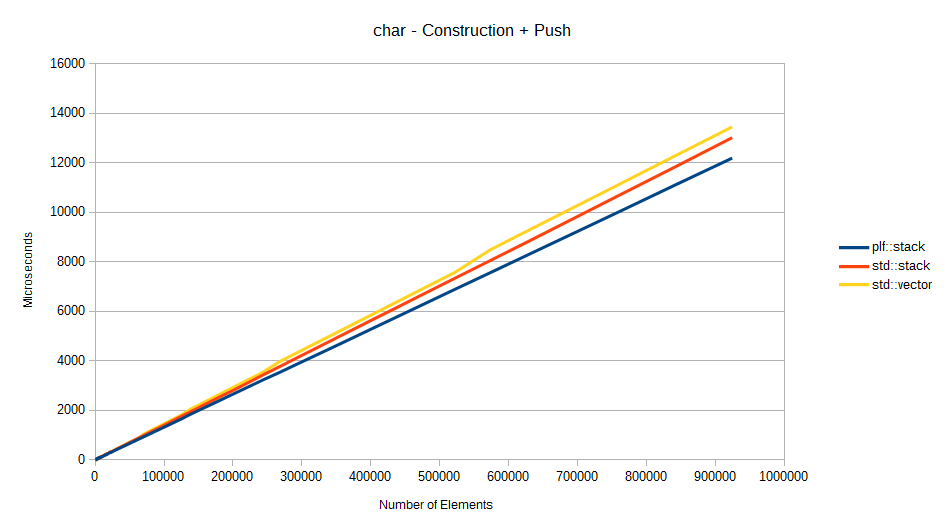 char - Construction + Push
16000
14000
12000
10000
8000
6000
4000
2000
0
Microseconds
0 100000 200000 300000 400000 500000 600000 700000 800000 900000 1000000
Number of Elements
plf::stack
std::stack
std::vector